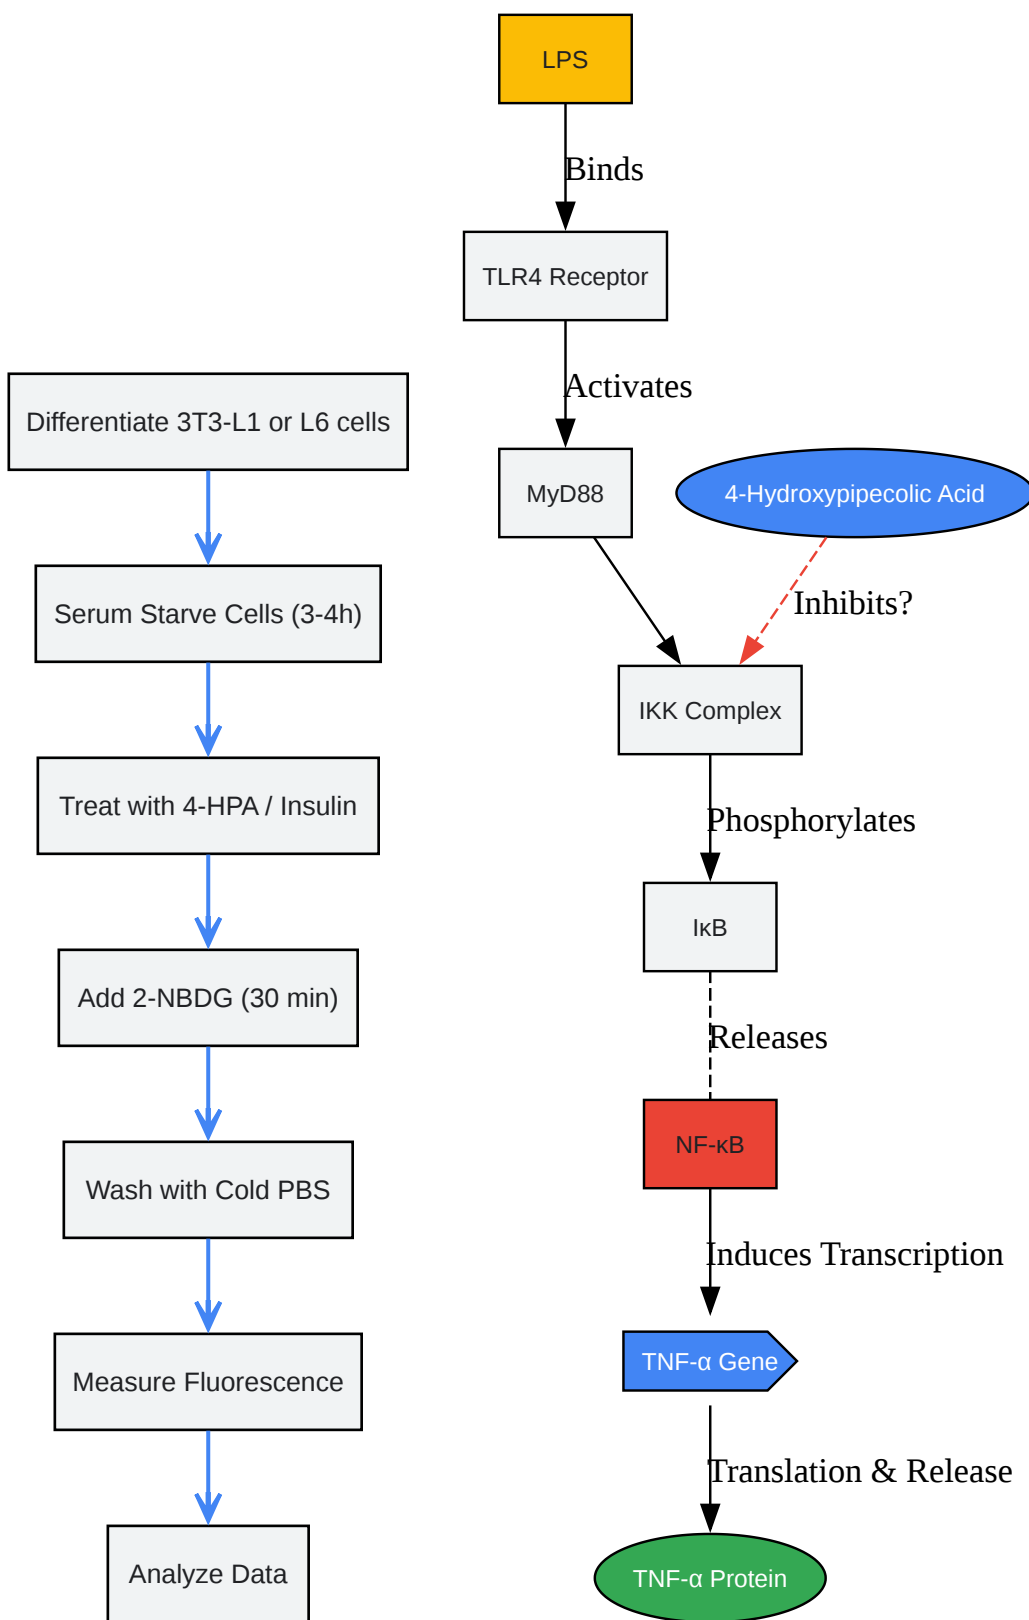 Differentiate 3T3-L1 or L6 cells
Serum Starve Cells (3-4h)
Treat with 4-HPA / Insulin
Add 2-NBDG (30 min)
Wash with Cold PBS
Measure Fluorescence
Analyze Data
LPS
Binds
TLR4 Receptor
Activates
MyD88
4-Hydroxypipecolic Acid
Inhibits?
IKK Complex
Phosphorylates
IκB
Releases
NF-κB
Induces Transcription
TNF-α Gene
Translation & Release
TNF-α Protein